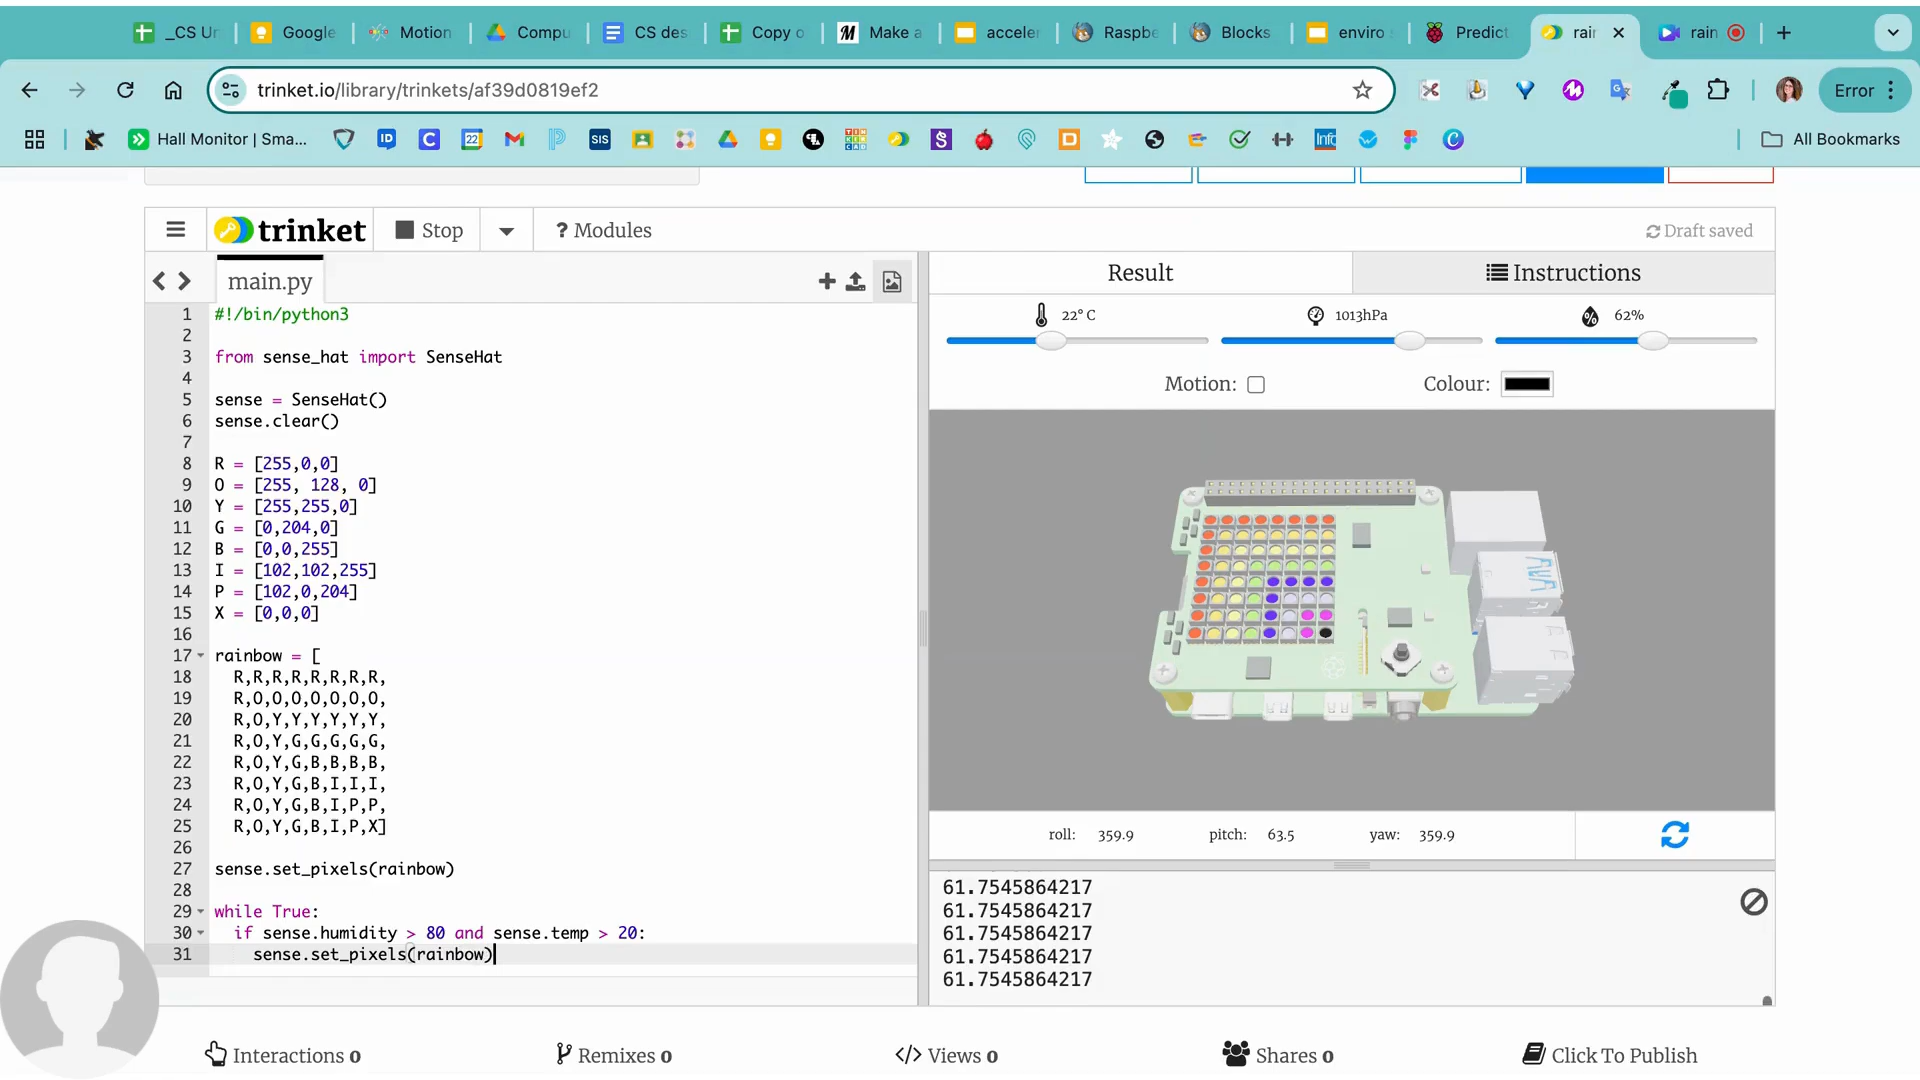 _CS Ur
Google
Motion
Compu
CS des
Copy o
Make a
acceler
Raspbe
Blocks
enviro s
Predict
rain
rain
trinket.io/library/trinkets/af39d0819ef2
Error
Hall Monitor | Sma...
All Bookmarks
trinket
Stop
? Modules
Draft saved
main.py
Result
Instructions
1 #!/bin/python3
2
3 from sense_hat import SenseHat
4
5 sense = SenseHat()
6 sense.clear()
7
8 R = [255,0,0]
9 O = [255, 128, 0]
10 Y = [255,255,0]
11 G = [0,204,0]
12 B = [0,0,255]
13 I = [102,102,255]
14 P = [102,0,204]
15 X = [0,0,0]
16
17 rainbow = [
18 R,R,R,R,R,R,R,R,
19 R,O,O,O,O,O,O,O,
20 R,O,Y,Y,Y,Y,Y,Y,
21 R,O,Y,G,G,G,G,G,
22 R,O,Y,G,B,B,B,B,
23 R,O,Y,G,B,I,I,I,
24 R,O,Y,G,B,I,P,P,
25 R,O,Y,G,B,I,P,X]
26
27 sense.set_pixels(rainbow)
28
29 while True:
30 if sense.humidity > 80 and sense.temp > 20:
31 sense.set_pixels(rainbow)
22° C
1013hPa
62%
Motion:
Colour:
roll: 359.9
pitch: 63.5
yaw: 359.9
61.7545864217
61.7545864217
61.7545864217
61.7545864217
61.7545864217
Interactions 0
Remixes 0
Views 0
Shares 0
Click To Publish